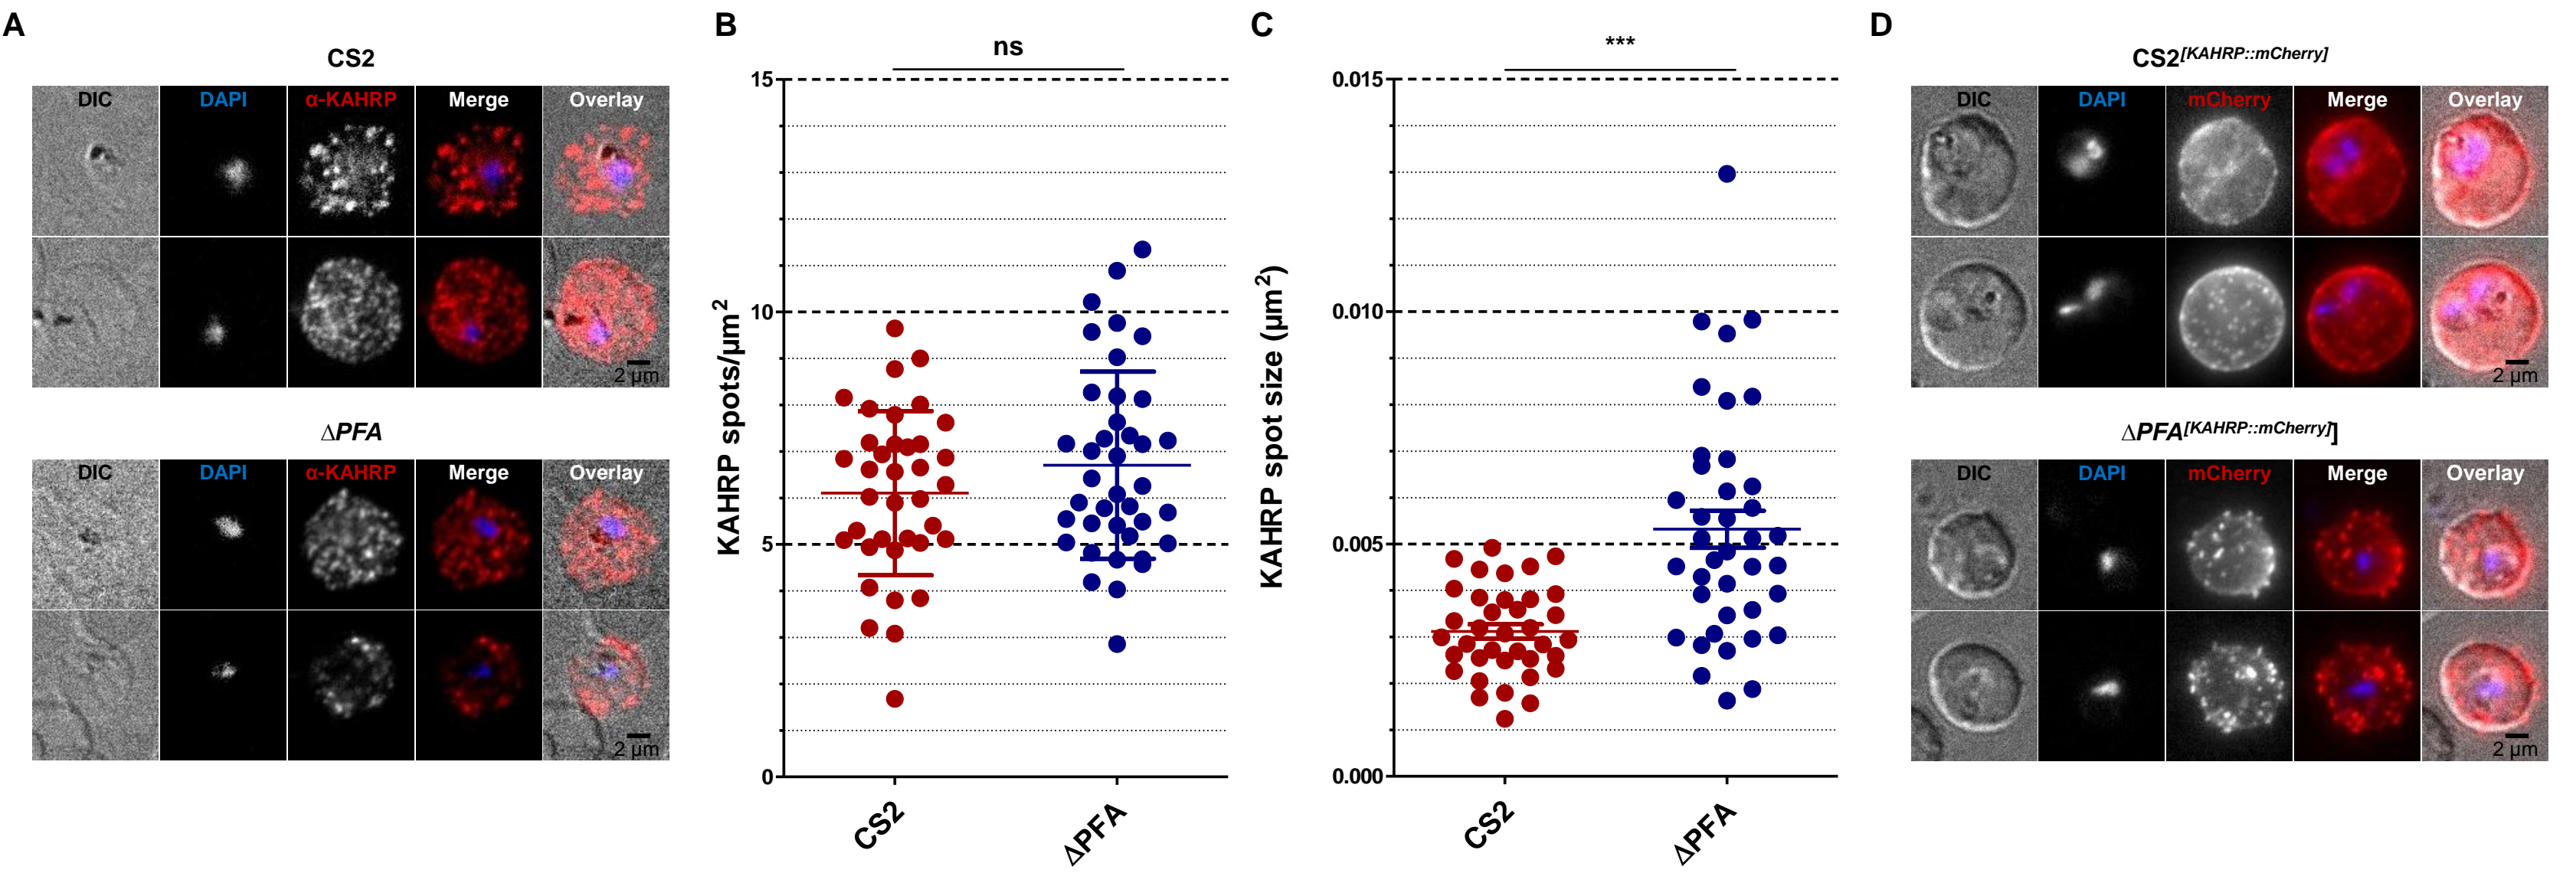 A
CS2
DIC DAPI α-KAHRP Merge Overlay
2 µm
ΔPFA
DIC DAPI α-KAHRP Merge Overlay
2 µm
B
ns
KAHRP spots/µm²
15
10
5
0
CS2 ΔPFA
C
***
KAHRP spot size (µm²)
0.015
0.010
0.005
0.000
CS2 ΔPFA
D
CS2[KAHRP::mCherry]
DIC DAPI mCherry Merge Overlay
2 µm
ΔPFA[KAHRP::mCherry]]
DIC DAPI mCherry Merge Overlay
2 µm